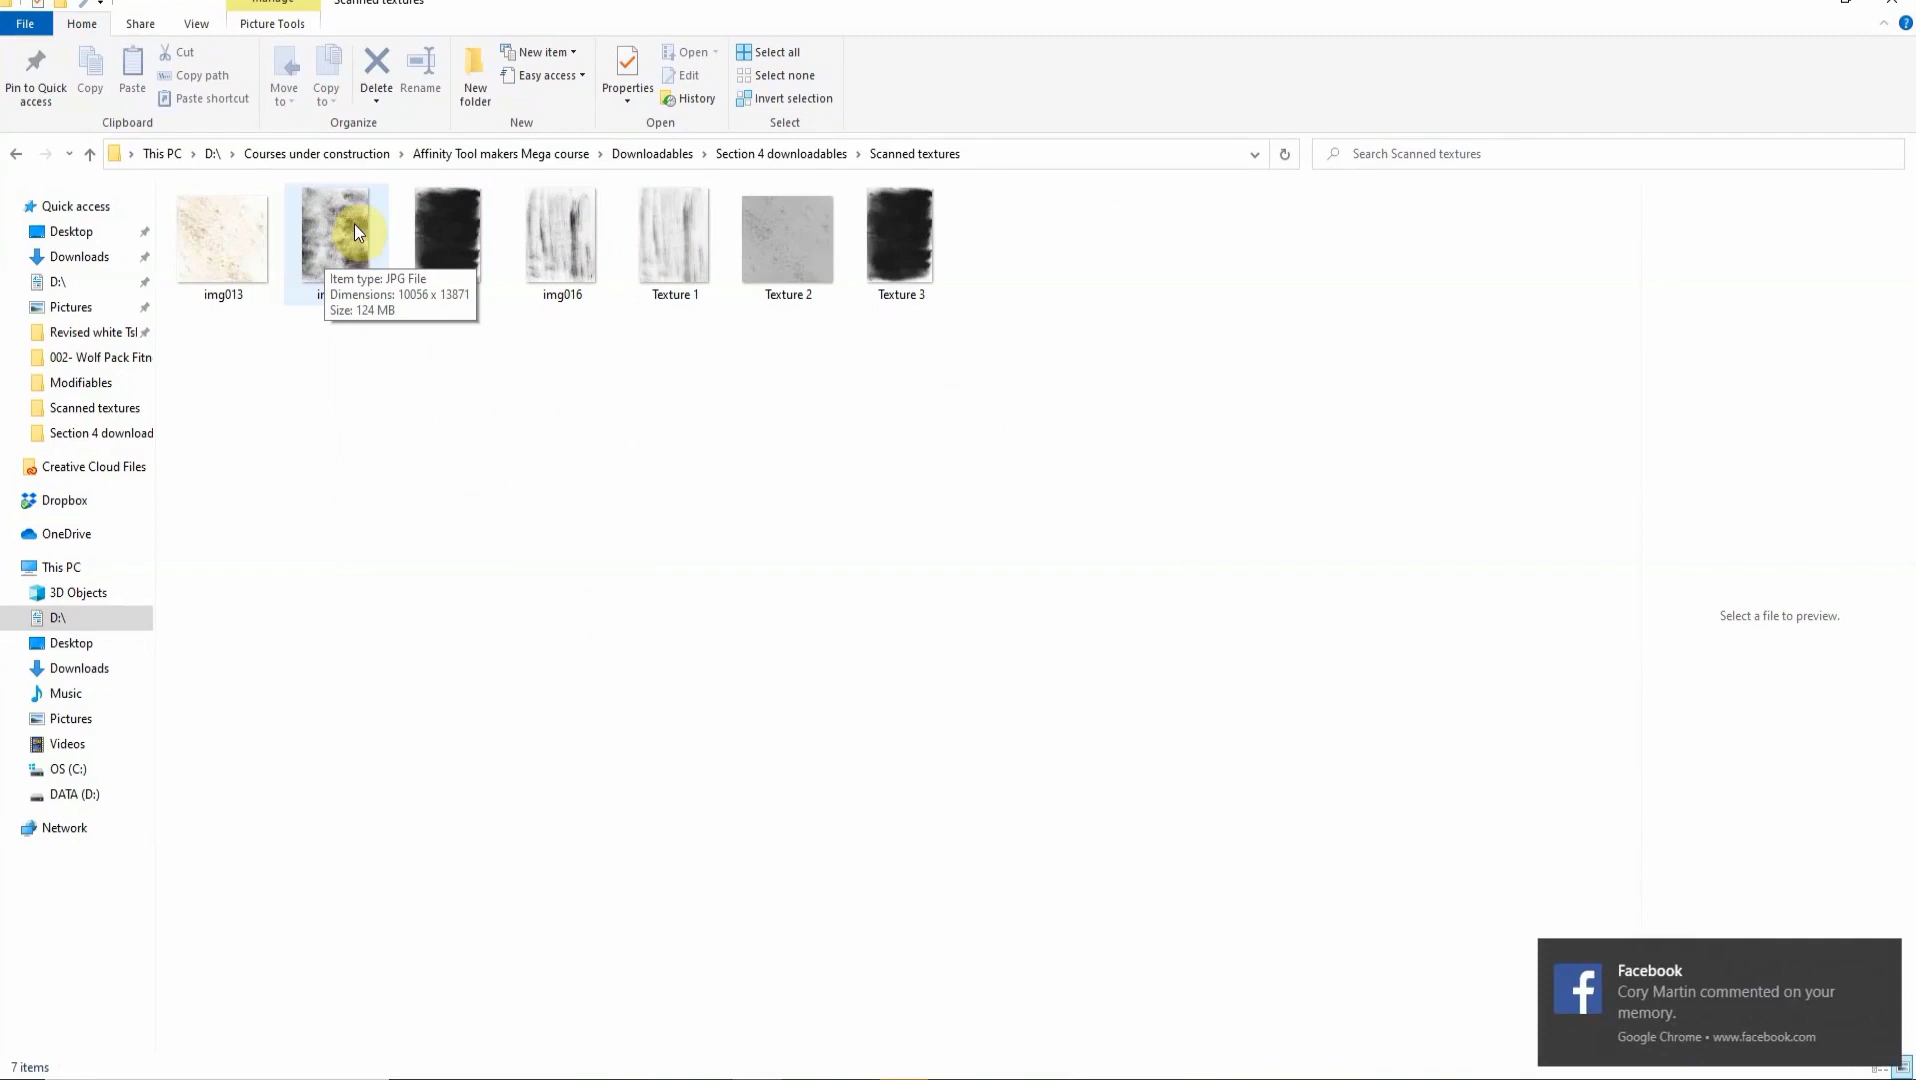 Manage
Scanned textures
File
Home
Share
View
Picture Tools
Pin to Quick
access
Copy
Paste
Cut
Copy path
Paste shortcut
Clipboard
Move
to
Copy
to
Delete
Rename
Organize
New
folder
New item
Easy access
New
Properties
Open
Edit
History
Open
Select all
Select none
Invert selection
Select
This PC > D:\ > Courses under construction > Affinity Tool makers Mega course > Downloadables > Section 4 downloadables > Scanned textures
Search Scanned textures
Quick access
Desktop
Downloads
D:\
Pictures
Revised white Tsl
002- Wolf Pack Fitn
Modifiables
Scanned textures
Section 4 download
Creative Cloud Files
Dropbox
OneDrive
This PC
3D Objects
D:\
Desktop
Downloads
Music
Pictures
Videos
OS (C:)
DATA (D:)
Network
img013
img016
Texture 1
Texture 2
Texture 3
Item type: JPG File
Dimensions: 10056 x 13871
Size: 124 MB
Select a file to preview.
Facebook
Cory Martin commented on your
memory.
Google Chrome • www.facebook.com
7 items